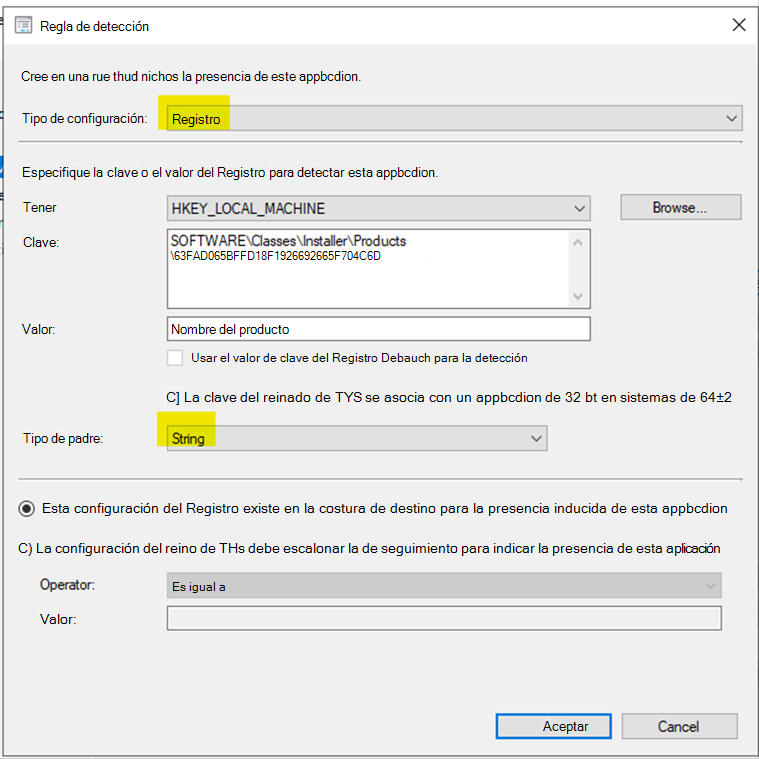 Regla de detección
Cree en una rue thud nichos la presencia de este appbcdion.
Tipo de configuración: Registro
Especifique la clave o el valor del Registro para detectar esta appbcdion.
Tener HKEY_LOCAL_MACHINE Browse...
Clave: SOFTWARE\Classes\Installer\Products
\63FAD065BFFD18F1926692665F704C6D
Valor: Nombre del producto
Usar el valor de clave del Registro Debauch para la detección
C] La clave del reinado de TYS se asocia con un appbcdion de 32 bt en sistemas de 64±2
Tipo de padre: String
Esta configuración del Registro existe en la costura de destino para la presencia inducida de esta appbcdion
C) La configuración del reino de THs debe escalonar la de seguimiento para indicar la presencia de esta aplicación
Operator: Es igual a
Valor:
Aceptar Cancel